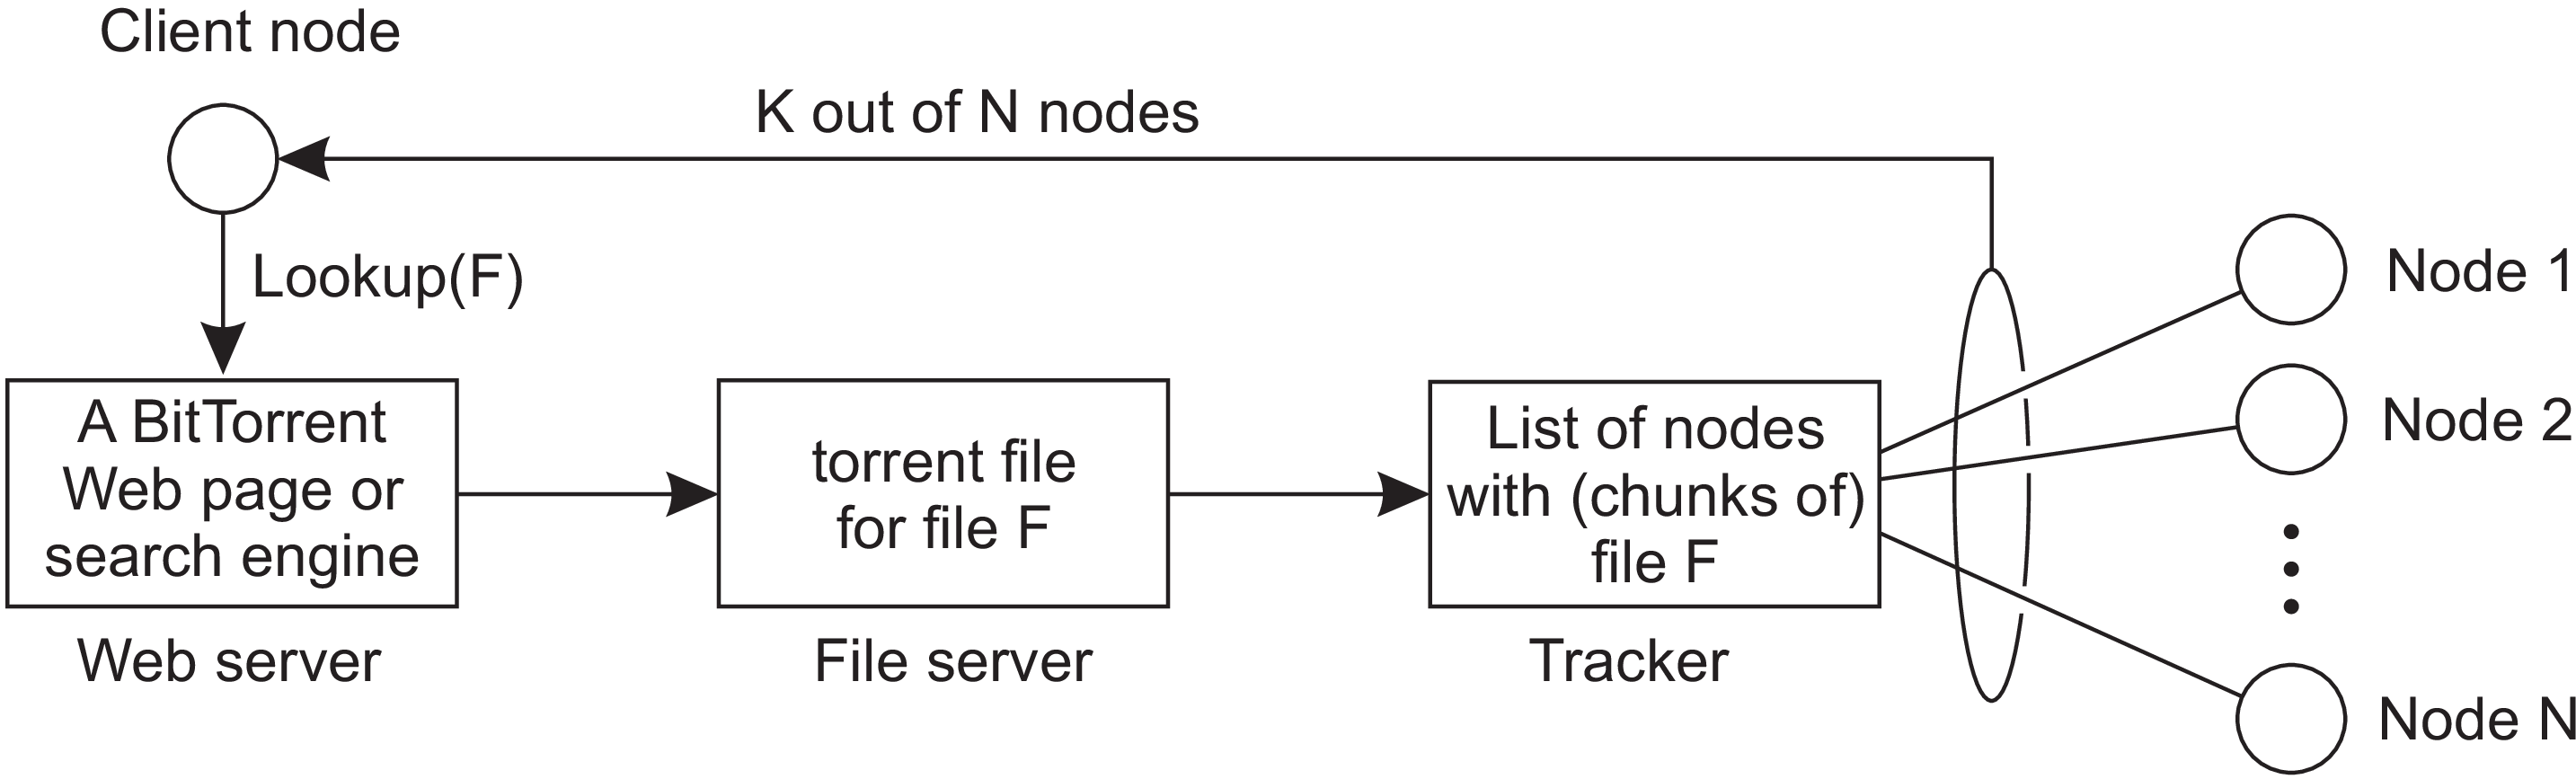 Client node
K out of N nodes
Lookup(F)
Node 1
Node 2
A BitTorrent
Web page or
search engine
torrent file
for file F
List of nodes
with (chunks of)
file F
Web server
File server
Tracker
Node N